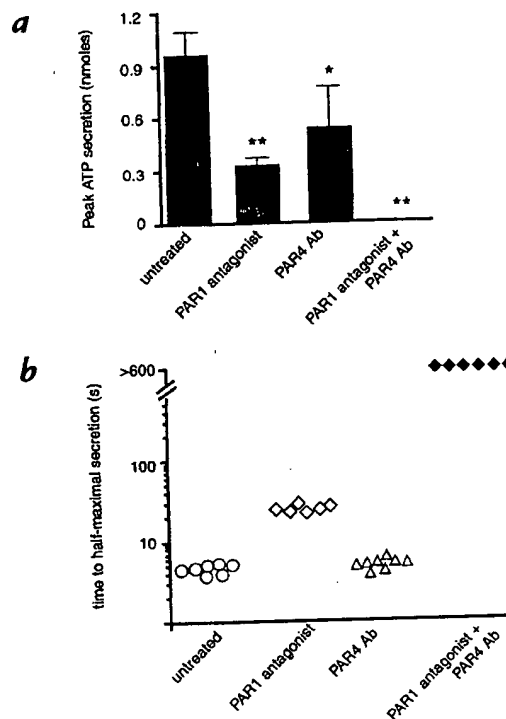 a
Peak ATP secretion (nmoles)
1.2
0.9
0.6
0.3
0
**
*
**
untreated
PAR1 antagonist
PAR4 Ab
PAR1 antagonist +
PAR4 Ab
b
time to half-maximal secretion (s)
>600
100
10
untreated
PAR1 antagonist
PAR4 Ab
PAR1 antagonist +
PAR4 Ab